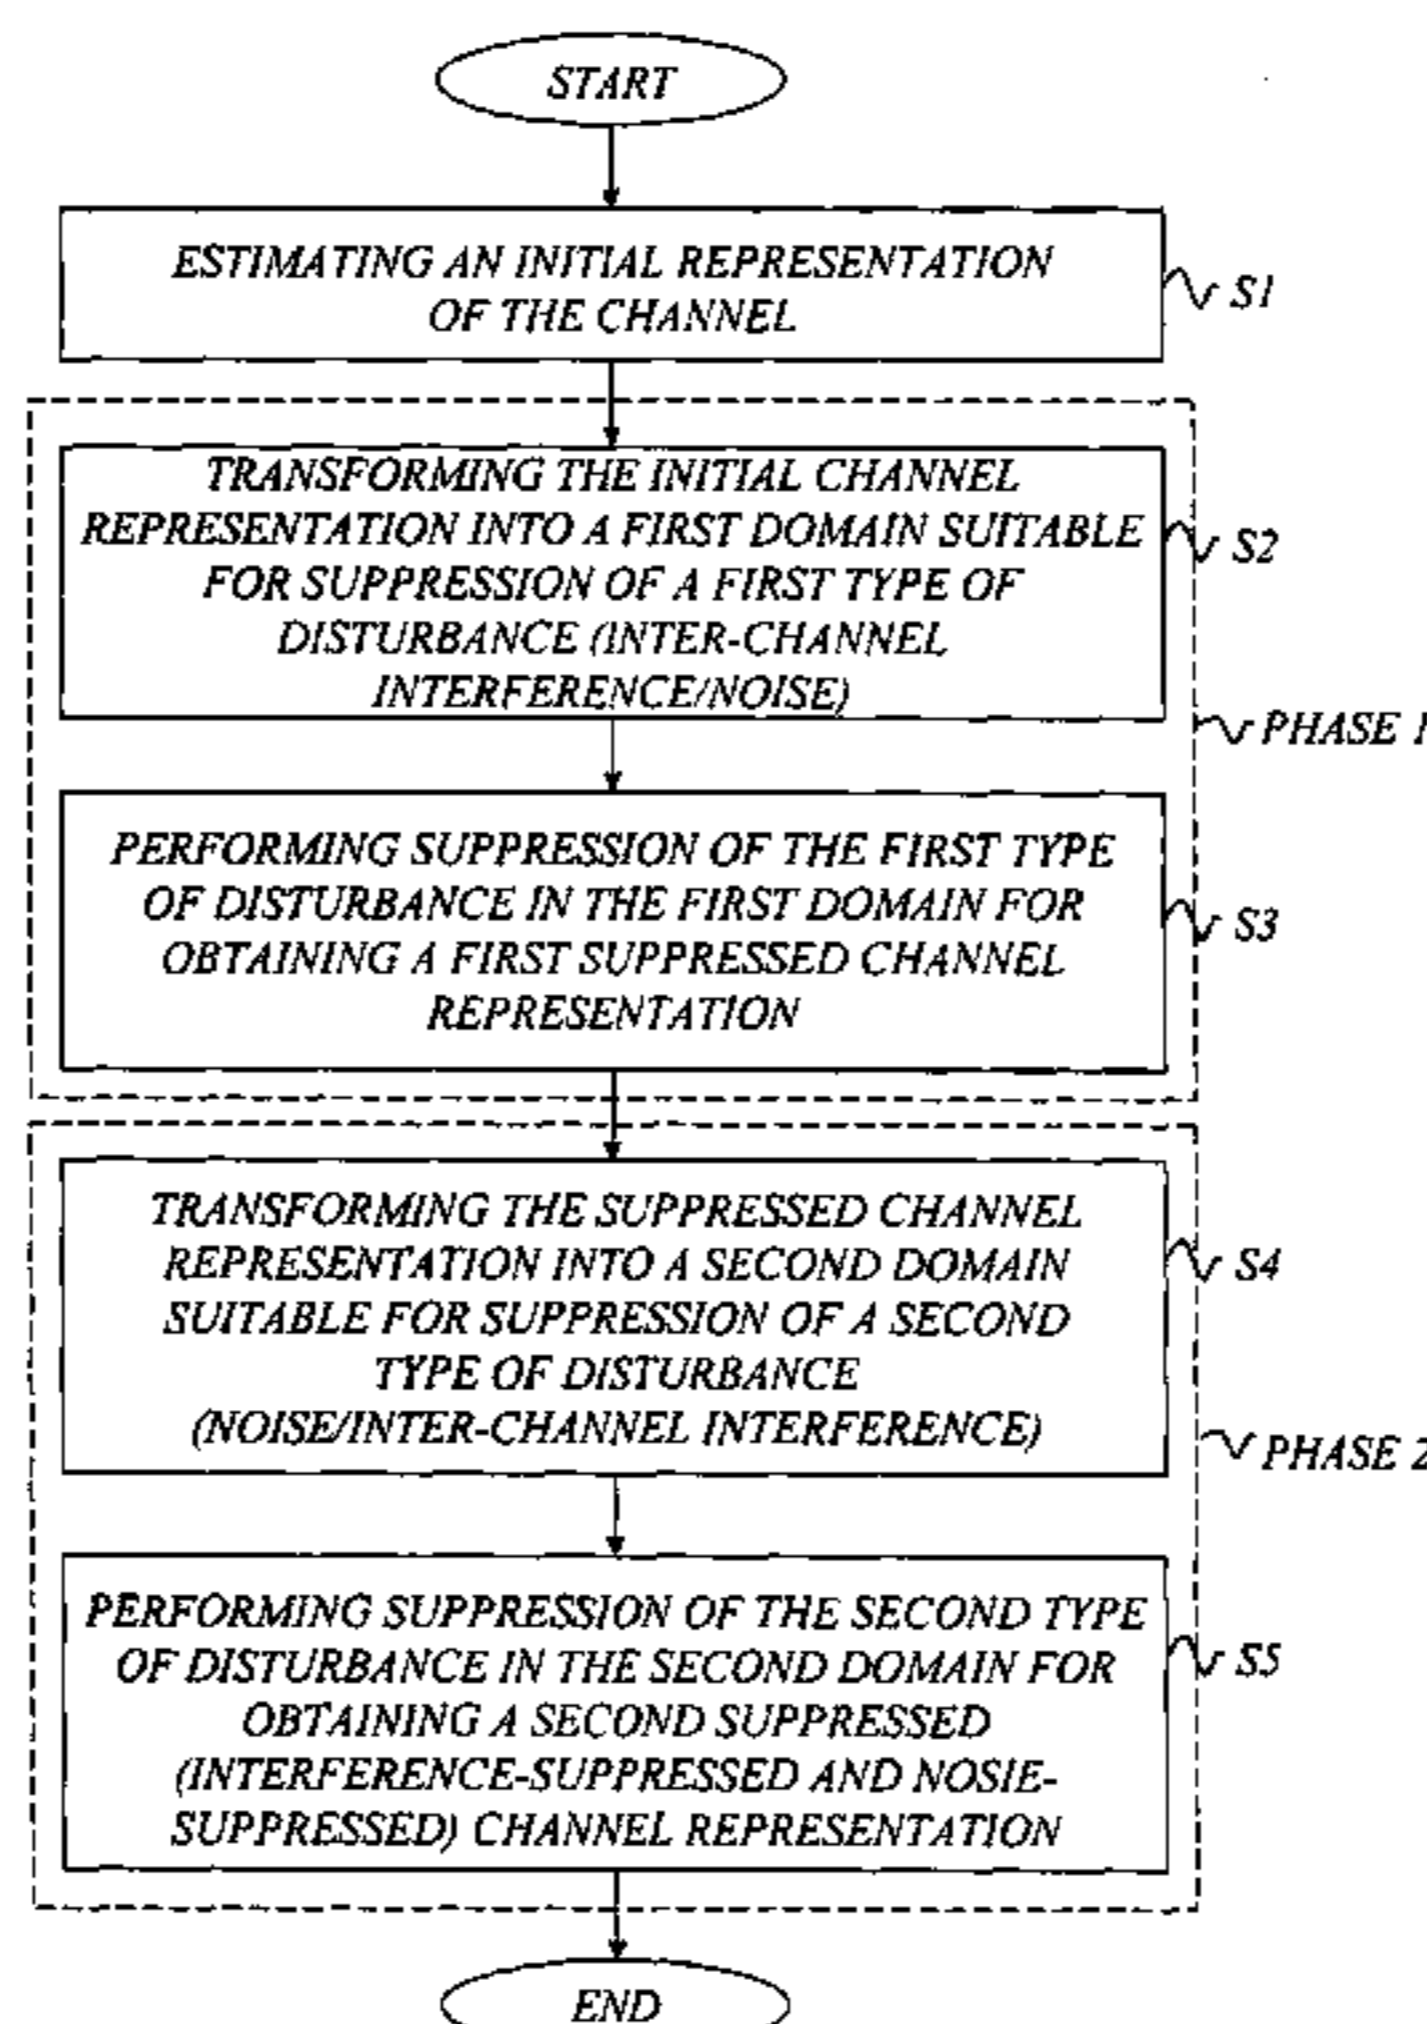 START
ESTIMATING AN INITIAL REPRESENTATION
OF THE CHANNEL
S1
TRANSFORMING THE INITIAL CHANNEL
REPRESENTATION INTO A FIRST DOMAIN SUITABLE
FOR SUPPRESSION OF A FIRST TYPE OF
DISTURBANCE (INTER-CHANNEL
INTERFERENCE/NOISE)
S2
PHASE 1
PERFORMING SUPPRESSION OF THE FIRST TYPE
OF DISTURBANCE IN THE FIRST DOMAIN FOR
OBTAINING A FIRST SUPPRESSED CHANNEL
REPRESENTATION
S3
TRANSFORMING THE SUPPRESSED CHANNEL
REPRESENTATION INTO A SECOND DOMAIN
SUITABLE FOR SUPPRESSION OF A SECOND
TYPE OF DISTURBANCE
(NOISE/INTER-CHANNEL INTERFERENCE)
S4
PHASE 2
PERFORMING SUPPRESSION OF THE SECOND TYPE
OF DISTURBANCE IN THE SECOND DOMAIN FOR
OBTAINING A SECOND SUPPRESSED
(INTERFERENCE-SUPPRESSED AND NOSIE-
SUPPRESSED) CHANNEL REPRESENTATION
S5
END